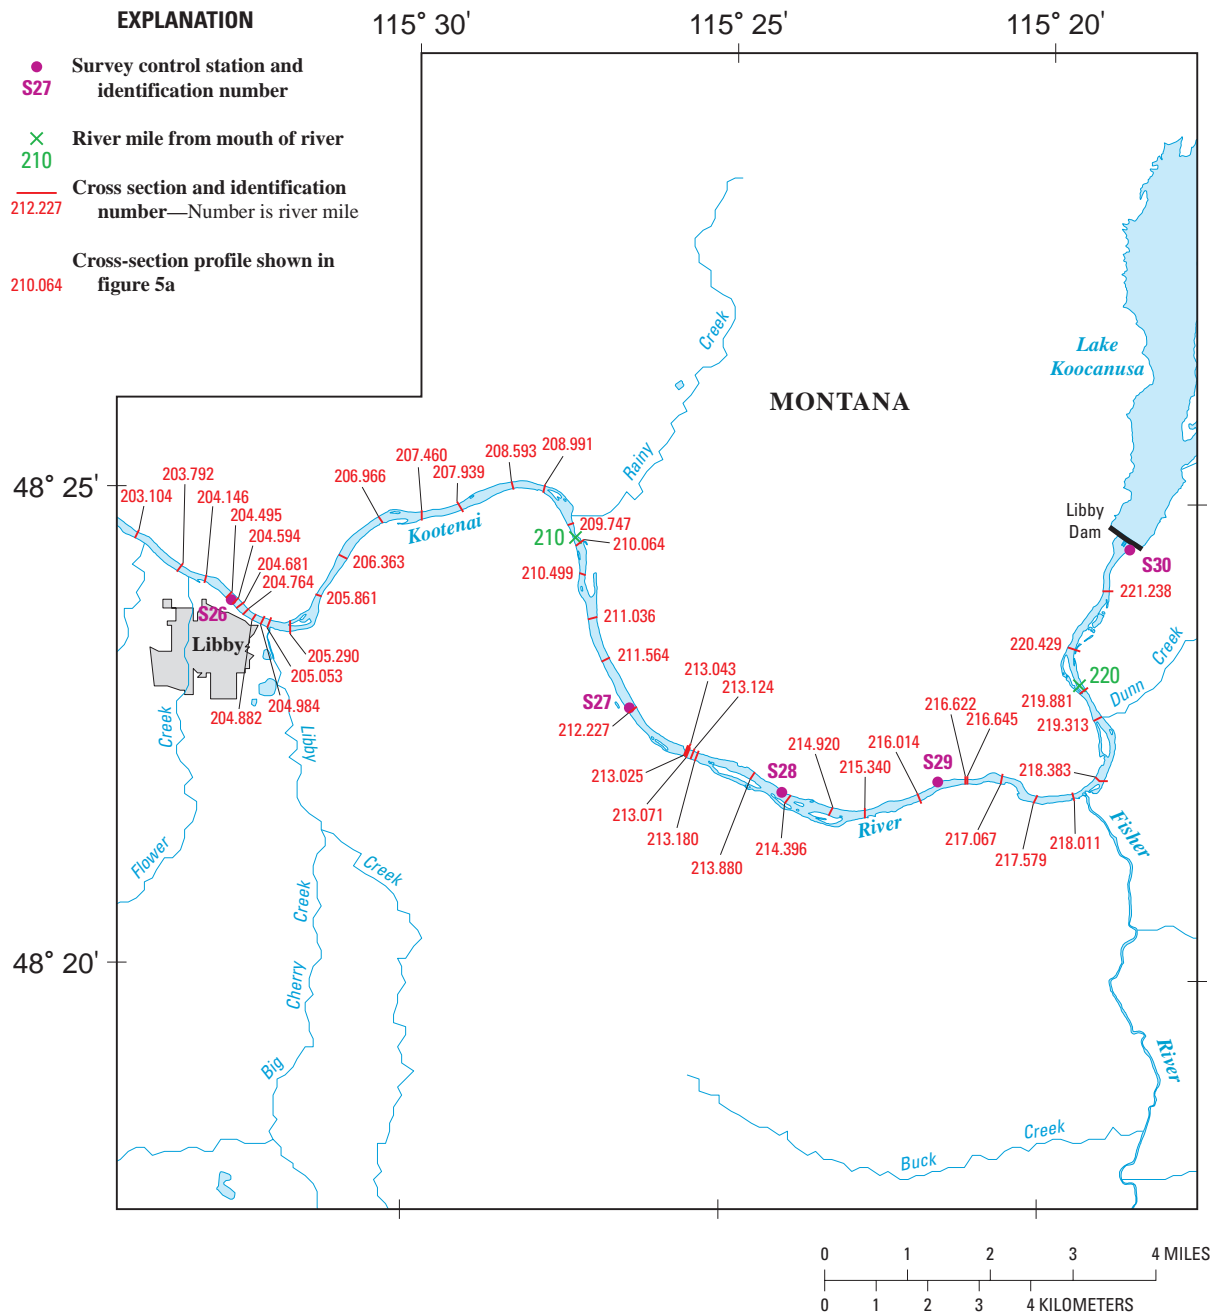 EXPLANATION
Survey control station and
identification number
S27
River mile from mouth of river
210
Cross section and identification
number—Number is river mile
212.227
Cross-section profile shown in
figure 5a
210.064
115° 30'
115° 25'
115° 20'
48° 25'
48° 20'
MONTANA
Lake
Koocanusa
Libby
Dam
S30
221.238
220.429
220
219.881
219.313
Dunn
Creek
218.383
218.011
217.579
217.067
216.645
216.622
S29
216.014
215.340
214.920
S28
214.396
213.880
213.180
213.124
213.071
213.043
213.025
212.227
S27
211.564
211.036
210.499
210.064
210
209.747
208.991
208.593
207.939
207.460
206.966
206.363
205.861
205.290
205.053
204.984
204.882
204.764
204.681
204.594
204.495
204.146
203.792
203.104
S26
Libby
Kootenai
River
Rainy
Creek
Fisher
River
Flower
Creek
Libby
Creek
Big
Cherry
Creek
Buck
Creek
0 1 2 3 4 MILES
0 1 2 3 4 KILOMETERS